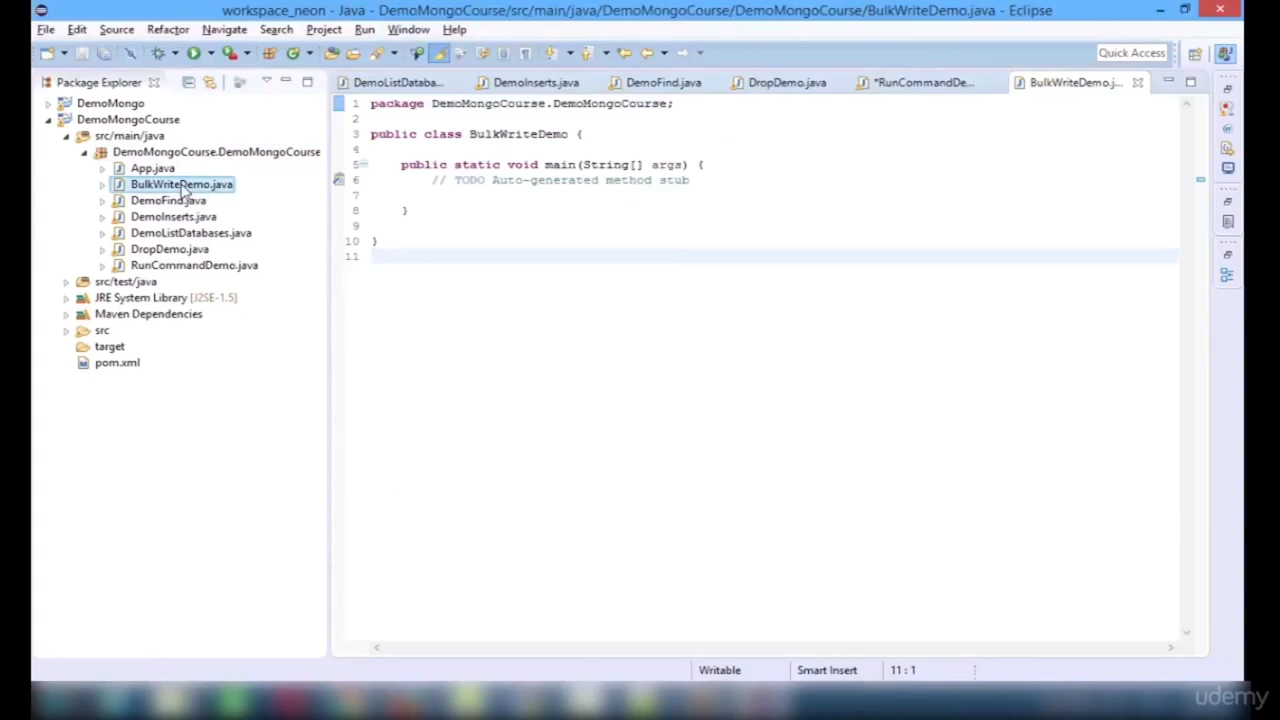 workspace_neon - Java - DemoMongoCourse/src/main/java/DemoMongoCourse/DemoMongoCourse/BulkWriteDemo.java - Eclipse
File Edit Source Refactor Navigate Search Project Run Window Help
Quick Access
Package Explorer
DemoListDataba... DemoInserts.java DemoFind.java DropDemo.java *RunCommandDe... BulkWriteDemo.j...
DemoMongo
DemoMongoCourse
src/main/java
DemoMongoCourse.DemoMongoCourse
App.java
BulkWriteDemo.java
DemoFind.java
DemoInserts.java
DemoListDatabases.java
DropDemo.java
RunCommandDemo.java
src/test/java
JRE System Library [J2SE-1.5]
Maven Dependencies
src
target
pom.xml
1 package DemoMongoCourse.DemoMongoCourse;
2
3 public class BulkWriteDemo {
4
5 public static void main(String[] args) {
6 // TODO Auto-generated method stub
7
8 }
9
10 }
11
Writable Smart Insert 11 : 1
udemy